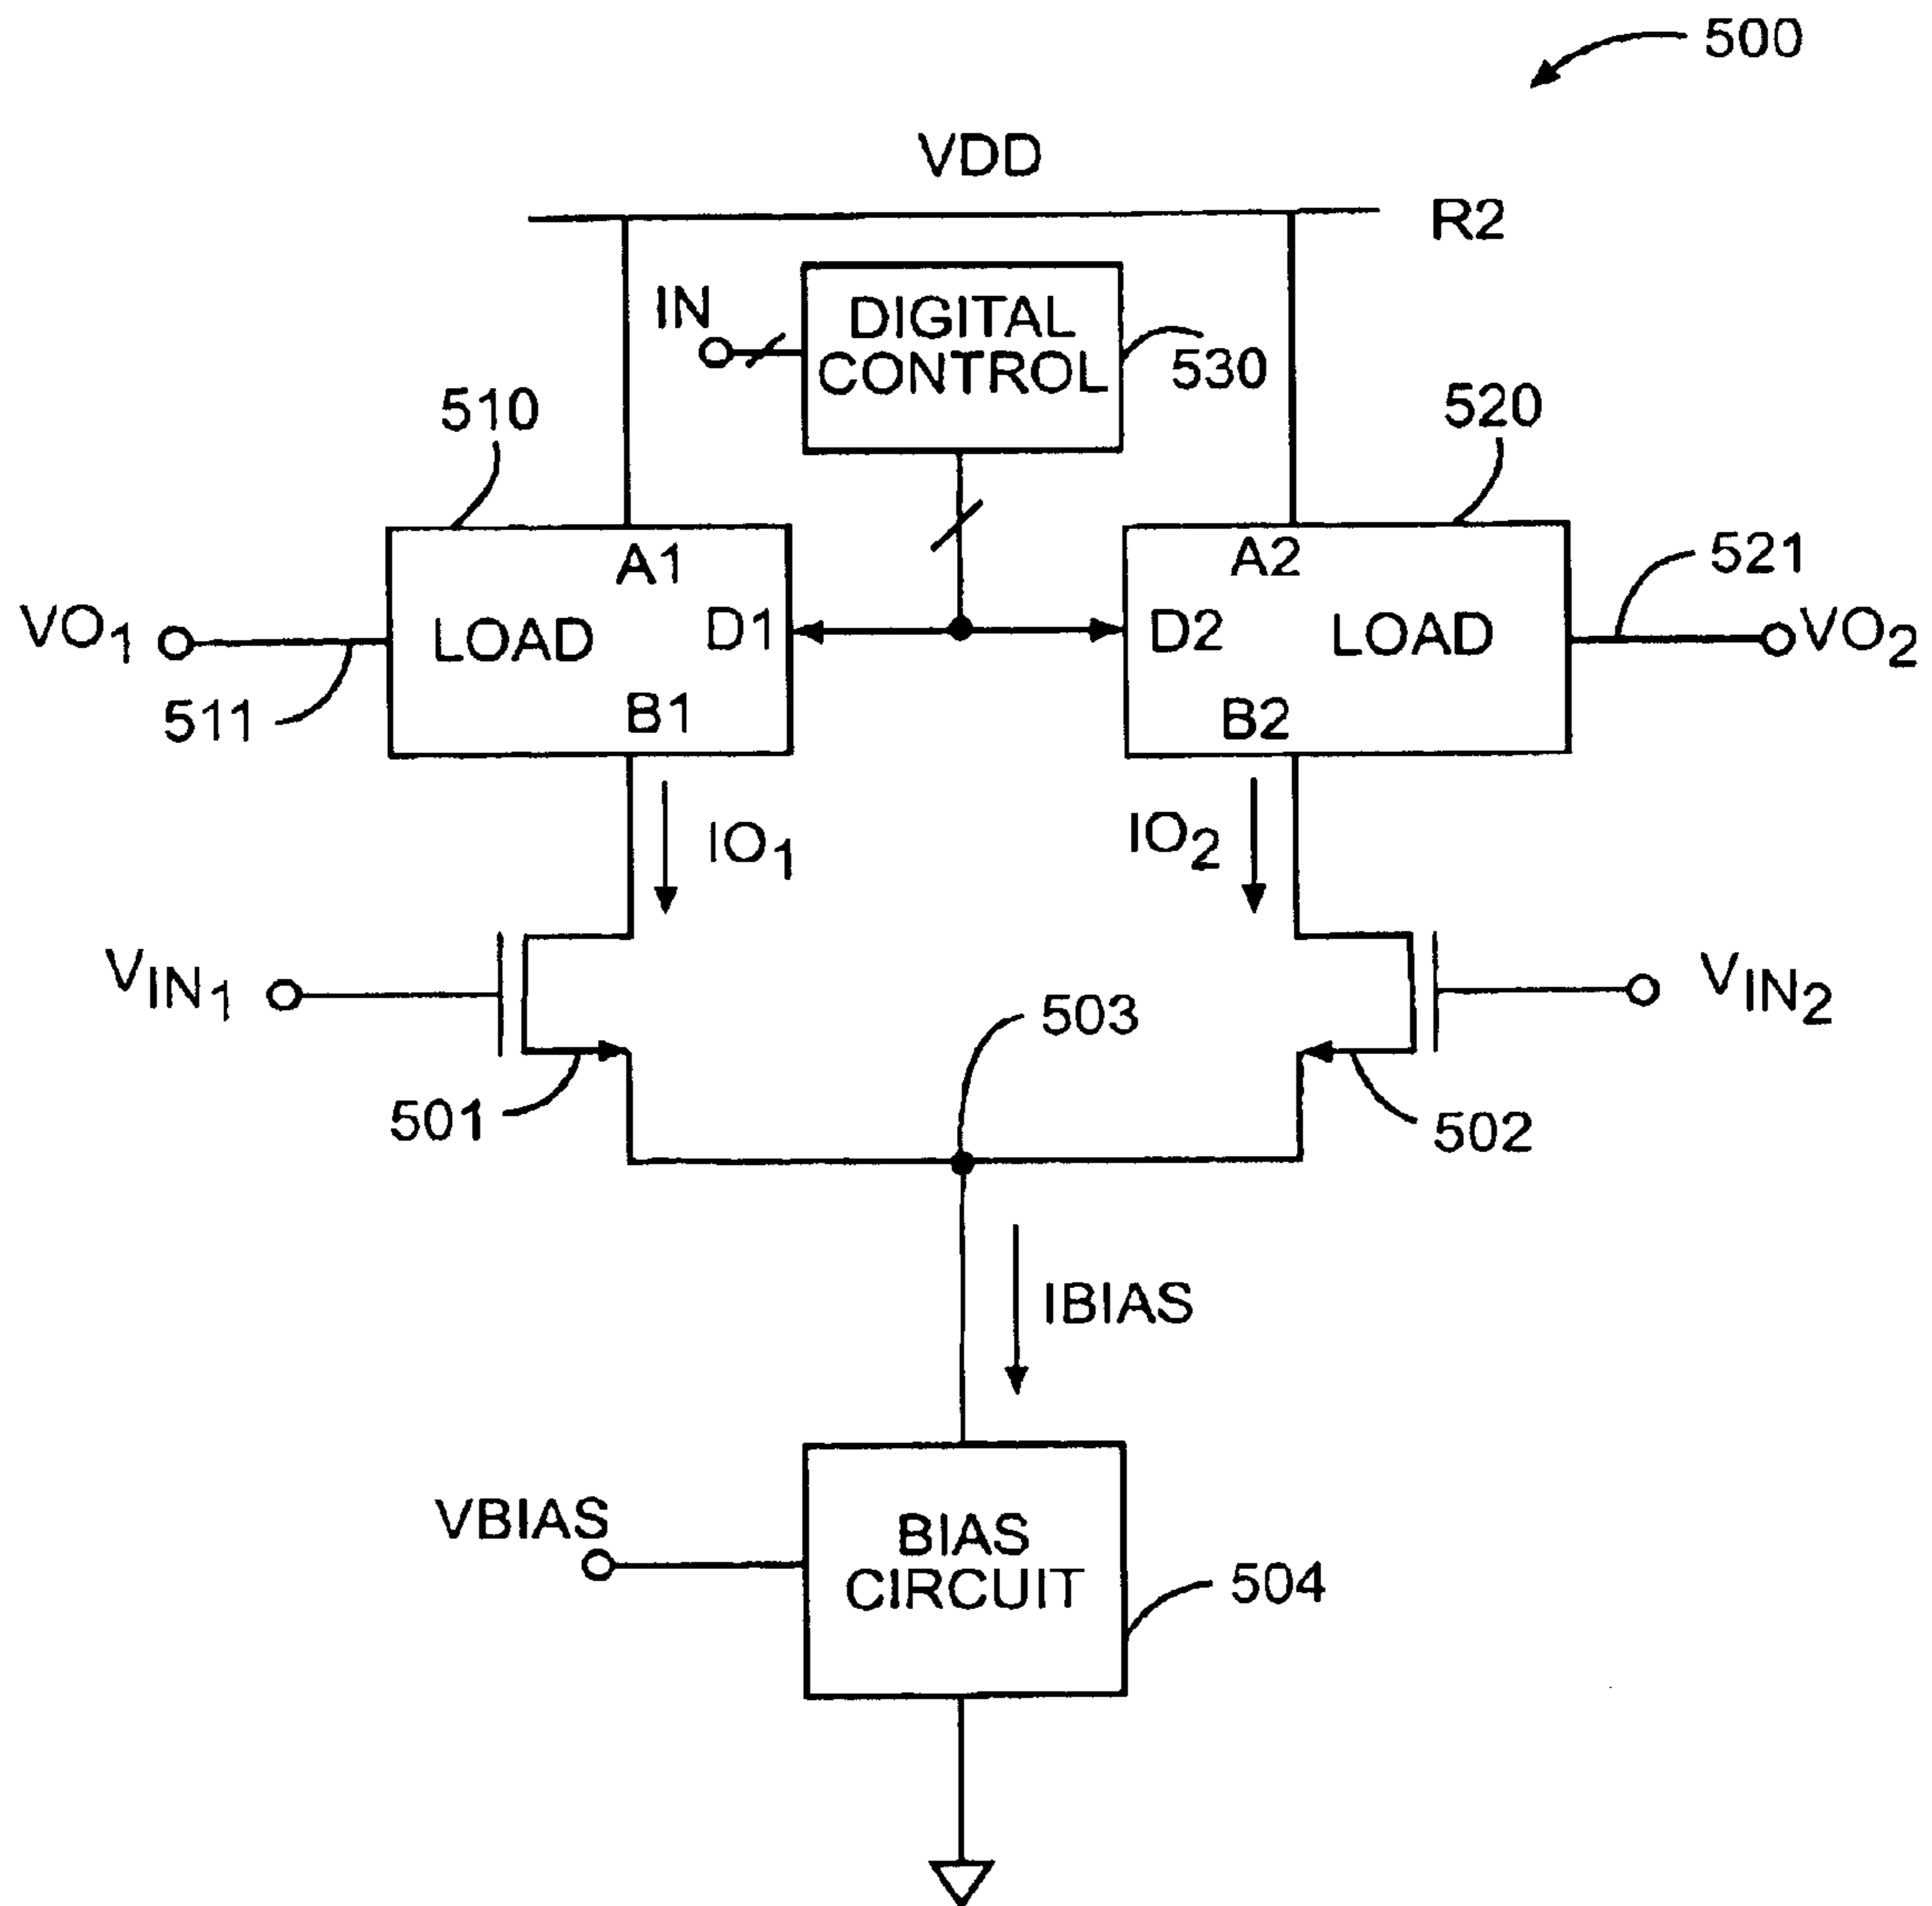 500
VDD
R2
IN
DIGITAL
CONTROL
530
510
520
A1
A2
521
VO1
LOAD
D1
D2
LOAD
VO2
511
B1
B2
IO1
IO2
VIN1
VIN2
503
501
502
IBIAS
VBIAS
BIAS
CIRCUIT
504